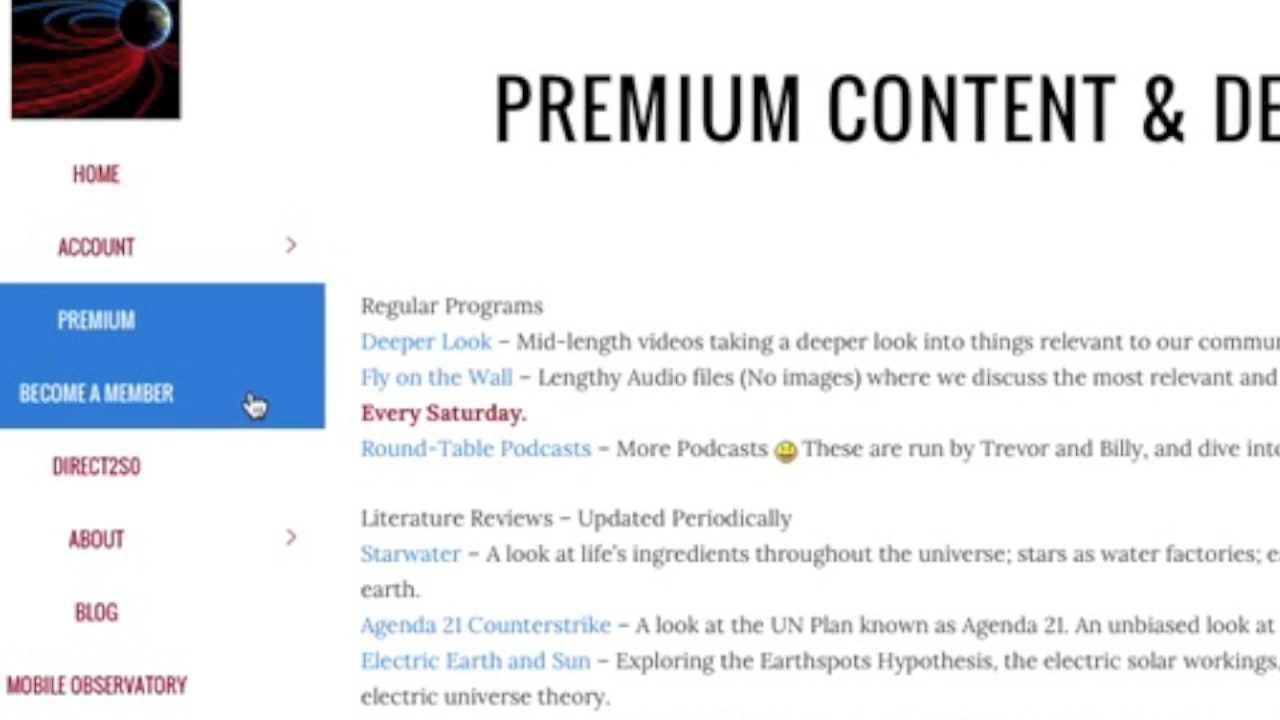 PREMIUM CONTENT & DE
HOME
ACCOUNT
PREMIUM
BECOME A MEMBER
DIRECT2S0
ABOUT
BLOG
MOBILE OBSERVATORY
Regular Programs
Deeper Look – Mid-length videos taking a deeper look into things relevant to our commu
Fly on the Wall – Lengthy Audio files (No images) where we discuss the most relevant and
Every Saturday.
Round-Table Podcasts – More Podcasts These are run by Trevor and Billy, and dive into
Literature Reviews – Updated Periodically
Starwater – A look at life's ingredients throughout the universe; stars as water factories; e
earth.
Agenda 21 Counterstrike – A look at the UN Plan known as Agenda 21. An unbiased look at
Electric Earth and Sun – Exploring the Earthspots Hypothesis, the electric solar workings,
electric universe theory.